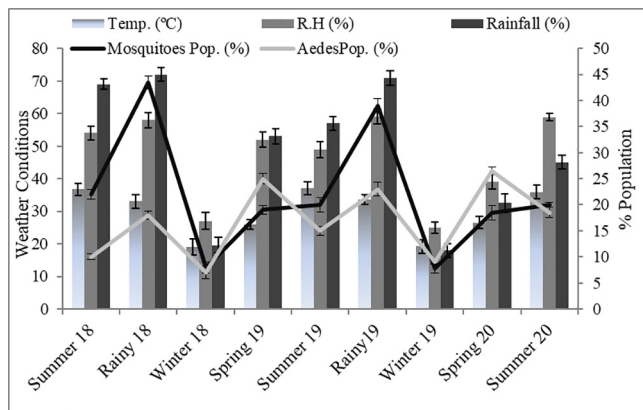 Temp. (ºC) R.H (%) Rainfall (%)
Mosquitoes Pop. (%) AedesPop. (%)
80
70
60
50
40
30
20
10
0
Weather Conditions
50
45
40
35
30
25
20
15
10
5
0
% Population
Summer 18
Rainy 18
Winter 18
Spring 19
Summer 19
Rainy19
Winter 19
Spring 20
Summer 20